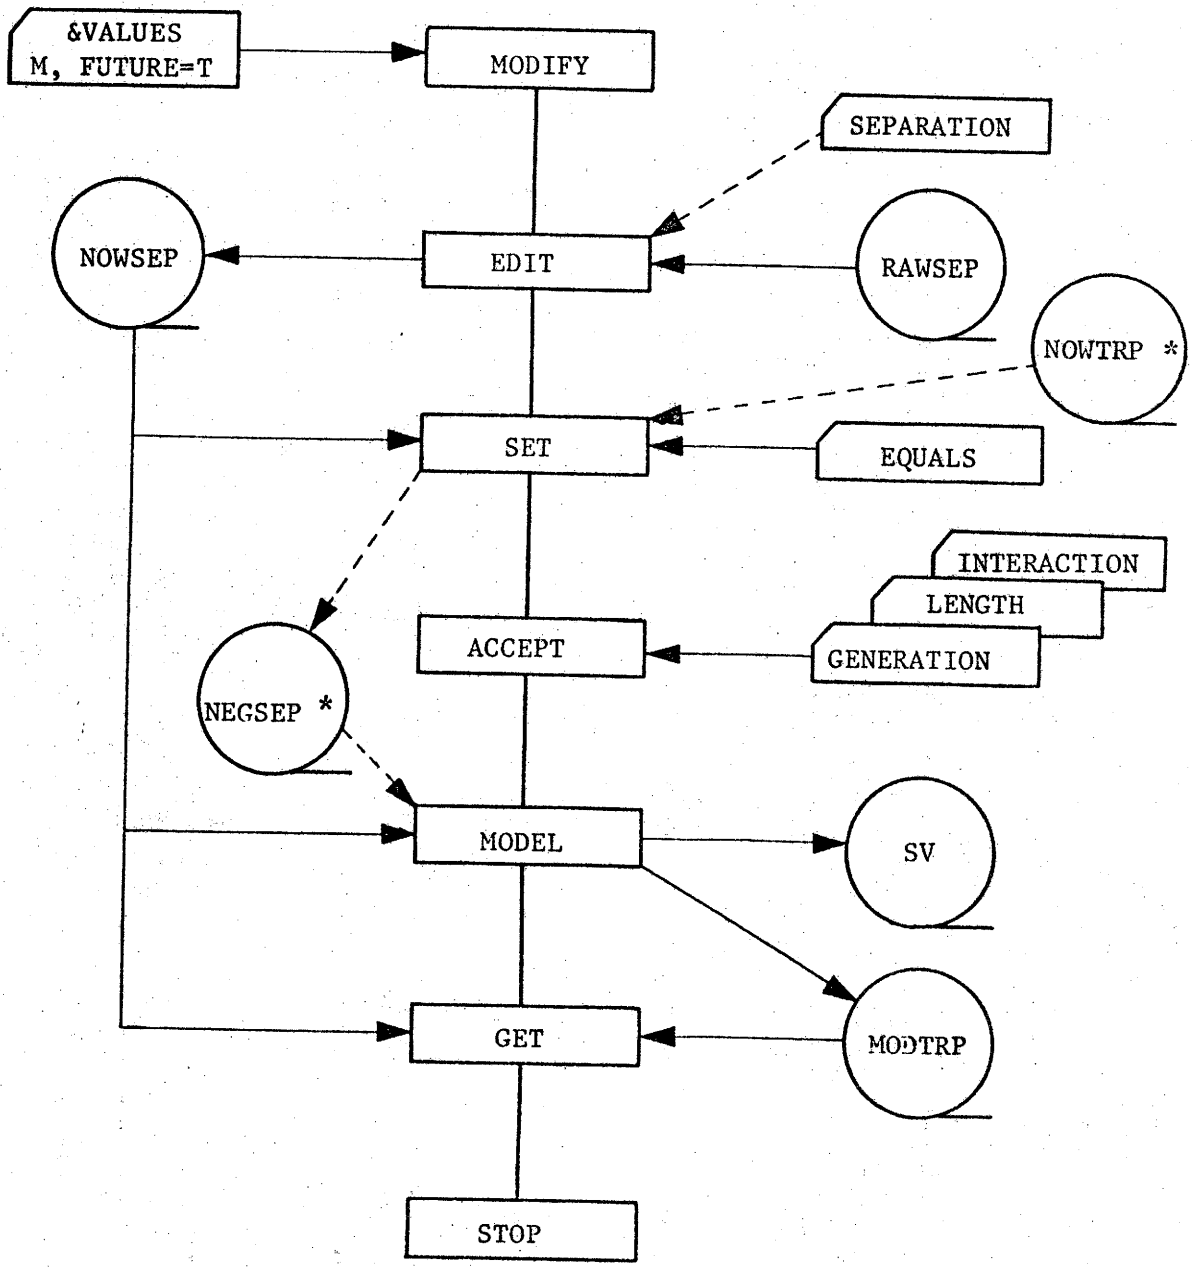 &VALUES
M, FUTURE=T
MODIFY
SEPARATION
NOWSEP
EDIT
RAWSEP
NOWTRP *
SET
EQUALS
INTERACTION
LENGTH
ACCEPT
GENERATION
NEGSEP *
MODEL
SV
GET
MODTRP
STOP